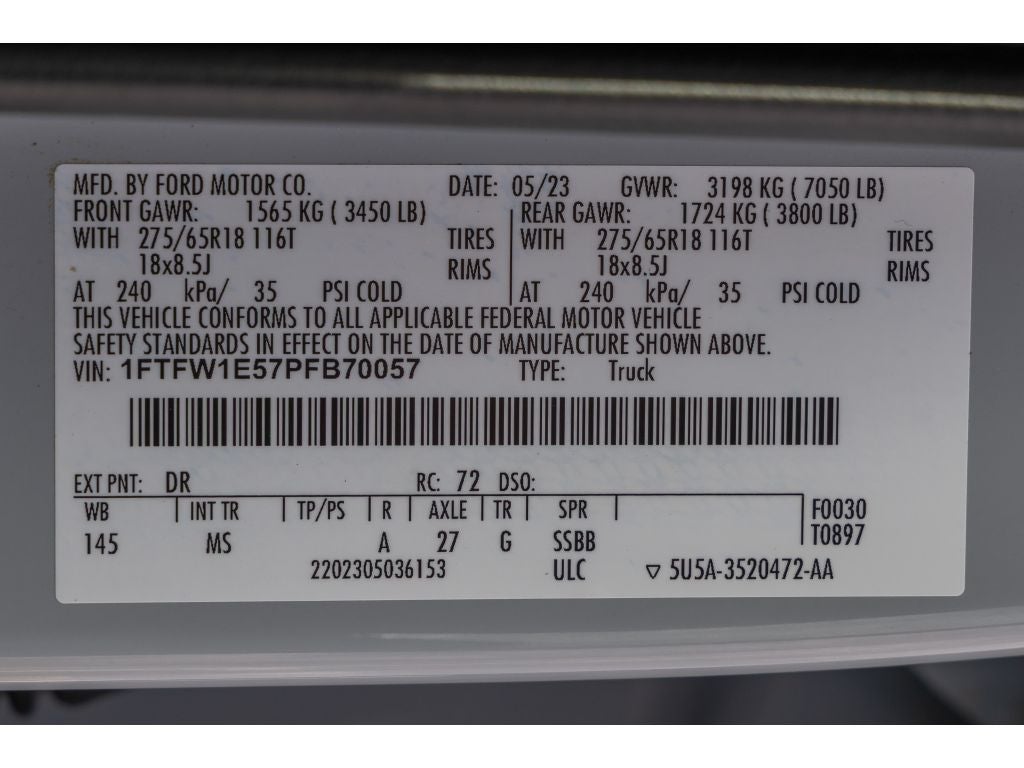 MFD. BY FORD MOTOR CO. DATE: 05/23 GVWR: 3198 KG ( 7050 LB)
FRONT GAWR: 1565 KG ( 3450 LB) REAR GAWR: 1724 KG ( 3800 LB)
WITH 275/65R18 116T TIRES WITH 275/65R18 116T TIRES
18x8.5J RIMS 18x8.5J RIMS
AT 240 kPa/ 35 PSI COLD AT 240 kPa/ 35 PSI COLD
THIS VEHICLE CONFORMS TO ALL APPLICABLE FEDERAL MOTOR VEHICLE
SAFETY STANDARDS IN EFFECT ON THE DATE OF MANUFACTURE SHOWN ABOVE.
VIN: 1FTFW1E57PFB70057 TYPE: Truck
EXT PNT: DR RC: 72 DSO:
WB INT TR TP/PS R AXLE TR SPR F0030
145 MS A 27 G SSBB T0897
2202305036153 ULC ▽ 5U5A-3520472-AA